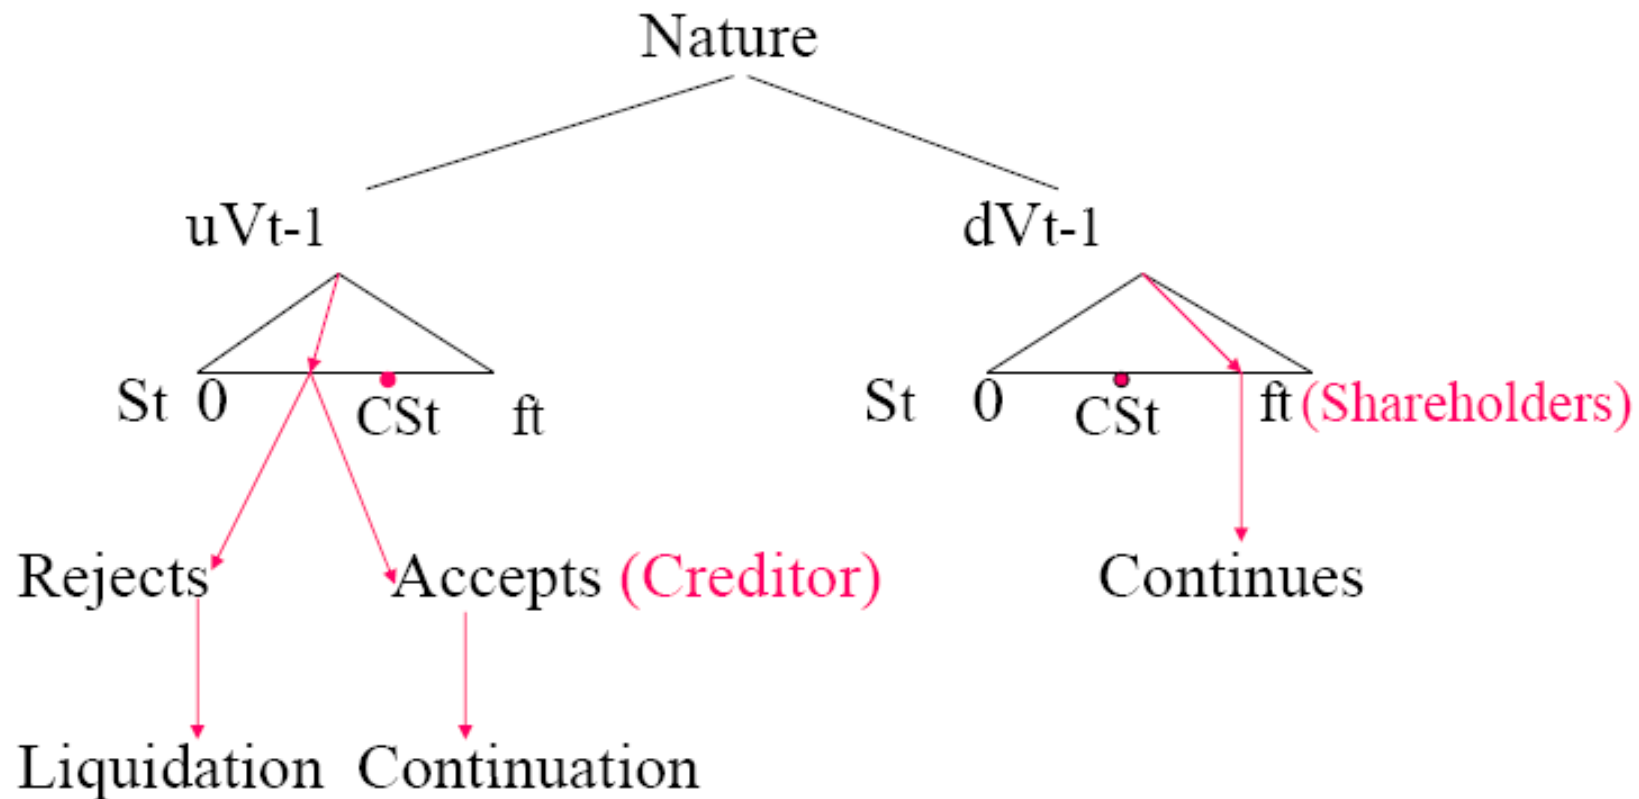 Nature
uVt-1 dVt-1
St 0 CSt ft St 0 CSt ft (Shareholders)
Rejects Accepts (Creditor) Continues
Liquidation Continuation